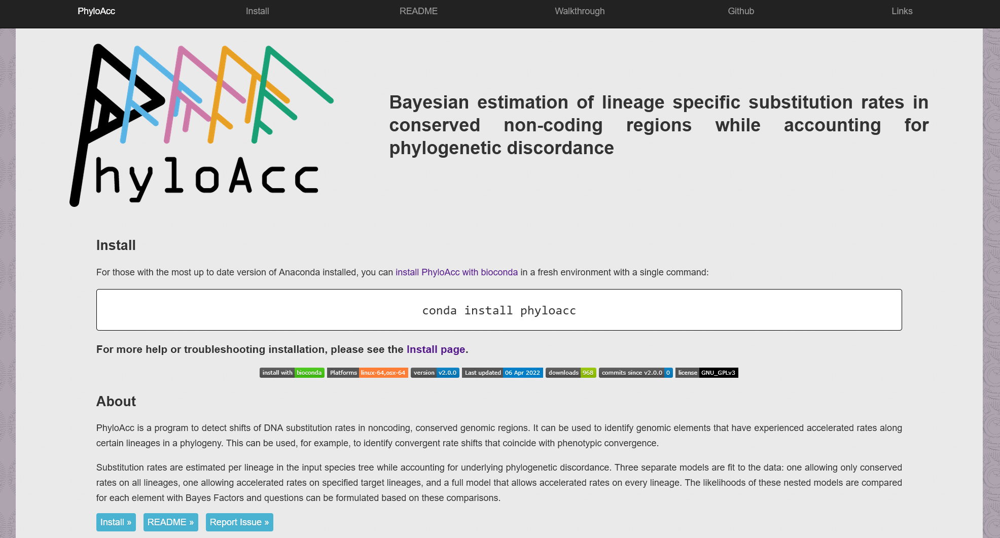 PhyloAcc Install README Walkthrough Github Links
PhyloAcc
Bayesian estimation of lineage specific substitution rates in
conserved non-coding regions while accounting for
phylogenetic discordance
Install
For those with the most up to date version of Anaconda installed, you can install PhyloAcc with bioconda in a fresh environment with a single command:
conda install phyloacc
For more help or troubleshooting installation, please see the Install page.
install with bioconda Platforms linux-64,osx-64 version v2.0.0 Last updated 06 Apr 2022 downloads 968 commits since v2.0.0 0 license GNU_GPLv3
About
PhyloAcc is a program to detect shifts of DNA substitution rates in noncoding, conserved genomic regions. It can be used to identify genomic elements that have experienced accelerated rates along
certain lineages in a phylogeny. This can be used, for example, to identify convergent rate shifts that coincide with phenotypic convergence.
Substitution rates are estimated per lineage in the input species tree while accounting for underlying phylogenetic discordance. Three separate models are fit to the data: one allowing only conserved
rates on all lineages, one allowing accelerated rates on specified target lineages, and a full model that allows accelerated rates on every lineage. The likelihoods of these nested models are compared
for each element with Bayes Factors and questions can be formulated based on these comparisons.
Install » README » Report Issue »